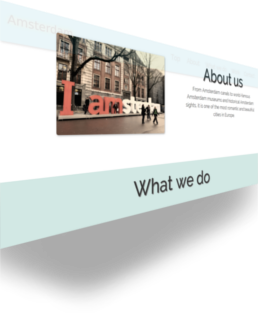 Amsterdam
I amsterdam
About us
From Amsterdam canals to world-famous
Amsterdam museums and historical Amsterdam
sights, it is one of the most romantic and beautiful
cities in Europe.
What we do